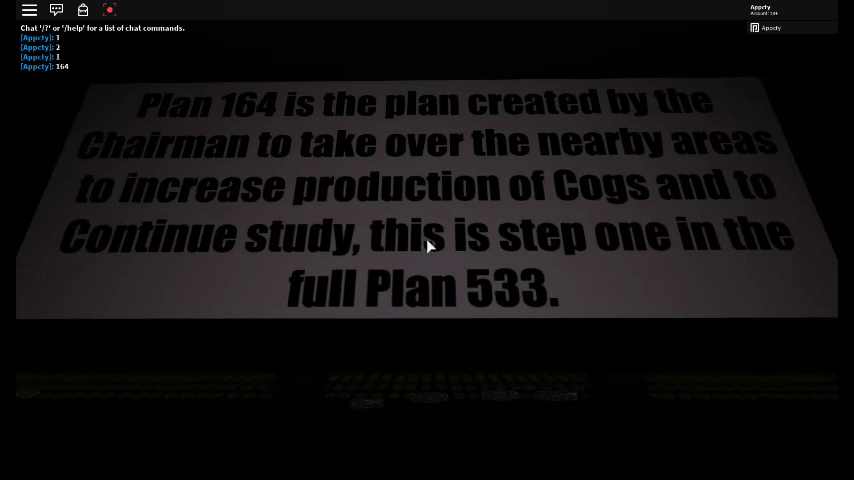 Chat '/?' or '/help' for a list of chat commands.
[Appcty]: 1
[Appcty]: 2
[Appcty]: 1
[Appcty]: 164
Appcty
Account: 13+
Appcty
Plan 164 is the plan created by the
Chairman to take over the nearby areas
to increase production of Cogs and to
Continue study, this is step one in the
full Plan 533.